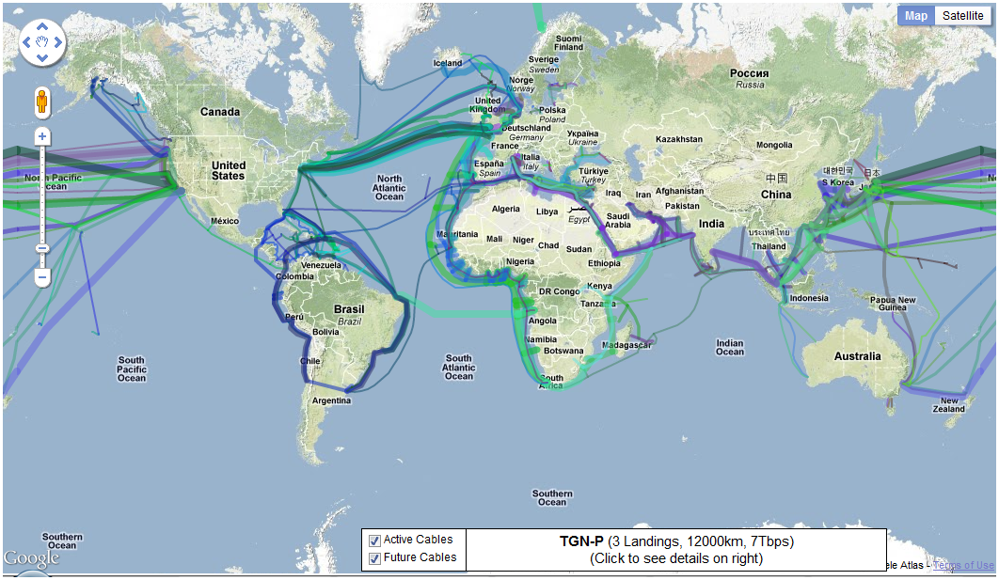 Map
Satellite
Iceland
Suomi
Finland
Sverige
Sweden
Norge
Norway
Россия
Russia
United
Kingdom
Polska
Poland
Canada
Deutschland
Germany
Україна
Ukraine
France
Kazakhstan
Mongolia
United
States
España
Spain
Italia
Italy
Türkiye
Turkey
North Pacific
Ocean
North
Atlantic
Ocean
中国
China
대한민국
S Korea
日本
Iraq
Iran
Afghanistan
Pakistan
México
Algeria
Libya
Egypt
Saudi
Arabia
India
ประเทศไทย
Thailand
Mauritania
Mali
Niger
Chad
Sudan
Nigeria
Ethiopia
Venezuela
Colombia
Kenya
DR Congo
Tanzania
Indonesia
Papua New
Guinea
Brasil
Brazil
Perú
Bolivia
Angola
Namibia
Botswana
Madagascar
Indian
Ocean
Australia
South
Pacific
Ocean
Chile
South
Atlantic
Ocean
South
Africa
Argentina
New
Zealand
Southern
Ocean
Southern
Ocean
Active Cables
Future Cables
TGN-P (3 Landings, 12000km, 7Tbps)
(Click to see details on right)
Google
ele Atlas - Terms of Use